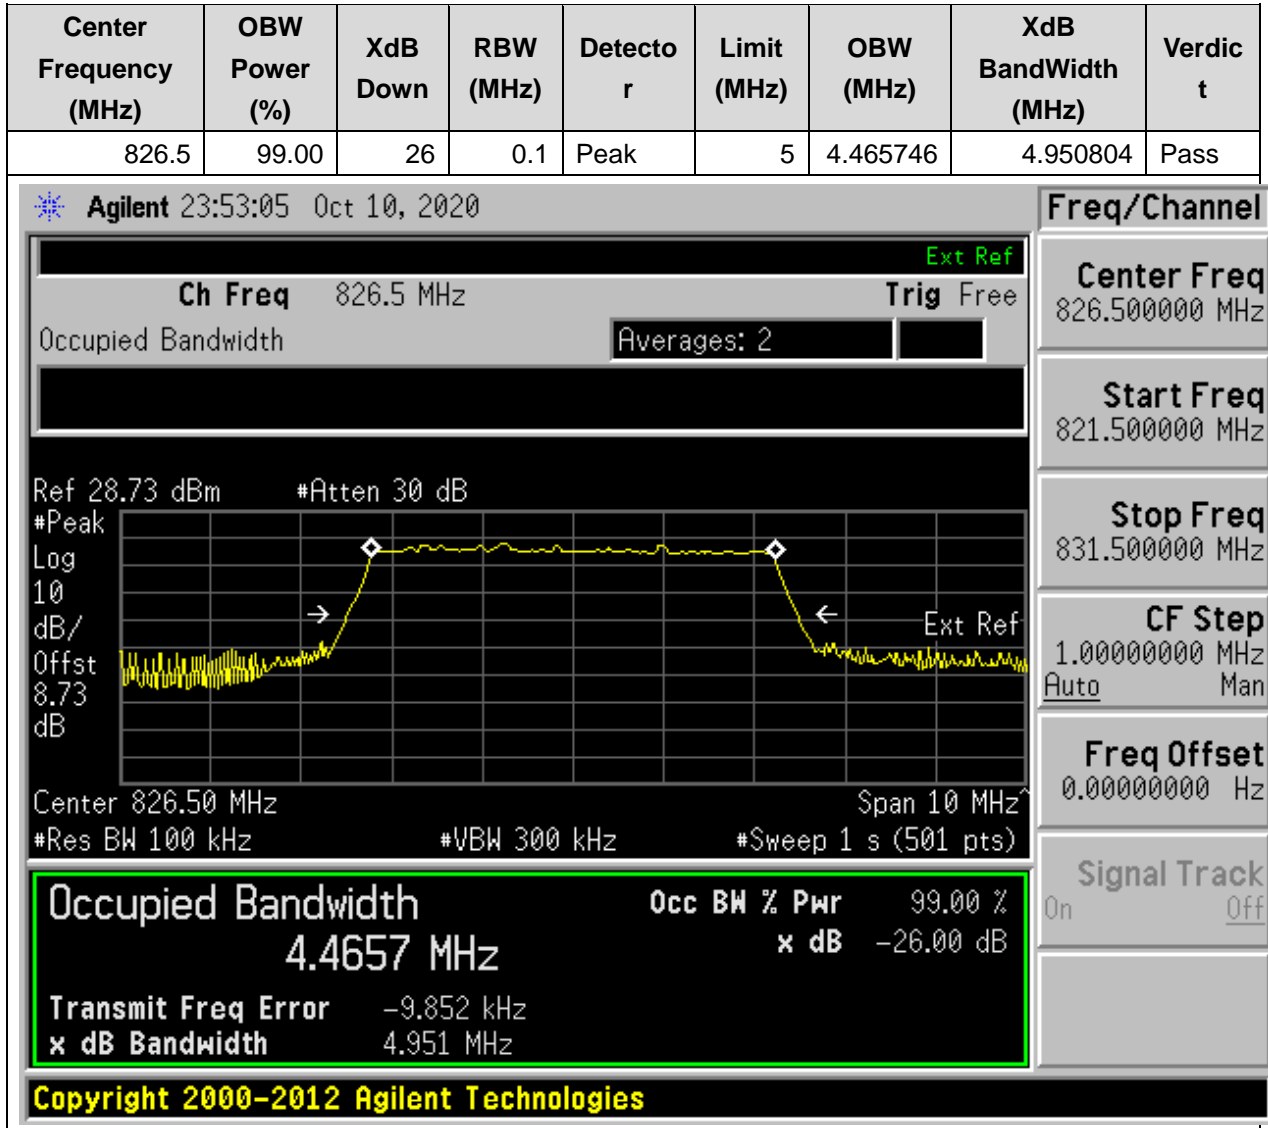 Center Frequency (MHz) OBW Power (%) XdB Down RBW (MHz) Detecto r Limit (MHz) OBW (MHz) XdB BandWidth (MHz) Verdic t
826.5 99.00 26 0.1 Peak 5 4.465746 4.950804 Pass
Agilent 23:53:05 Oct 10, 2020
Freq/Channel
Ext Ref
Ch Freq 826.5 MHz Trig Free
Occupied Bandwidth Averages: 2
Center Freq
826.500000 MHz
Start Freq
821.500000 MHz
Stop Freq
831.500000 MHz
CF Step
1.00000000 MHz
Auto Man
Freq Offset
0.00000000 Hz
Signal Track
On Off
Ref 28.73 dBm #Atten 30 dB
#Peak
Log
10
dB/
Offst
8.73
dB
Ext Ref
Center 826.50 MHz Span 10 MHz^
#Res BW 100 kHz #VBW 300 kHz #Sweep 1 s (501 pts)
Occupied Bandwidth Occ BW % Pwr 99.00 %
4.4657 MHz x dB -26.00 dB
Transmit Freq Error -9.852 kHz
x dB Bandwidth 4.951 MHz
Copyright 2000-2012 Agilent Technologies